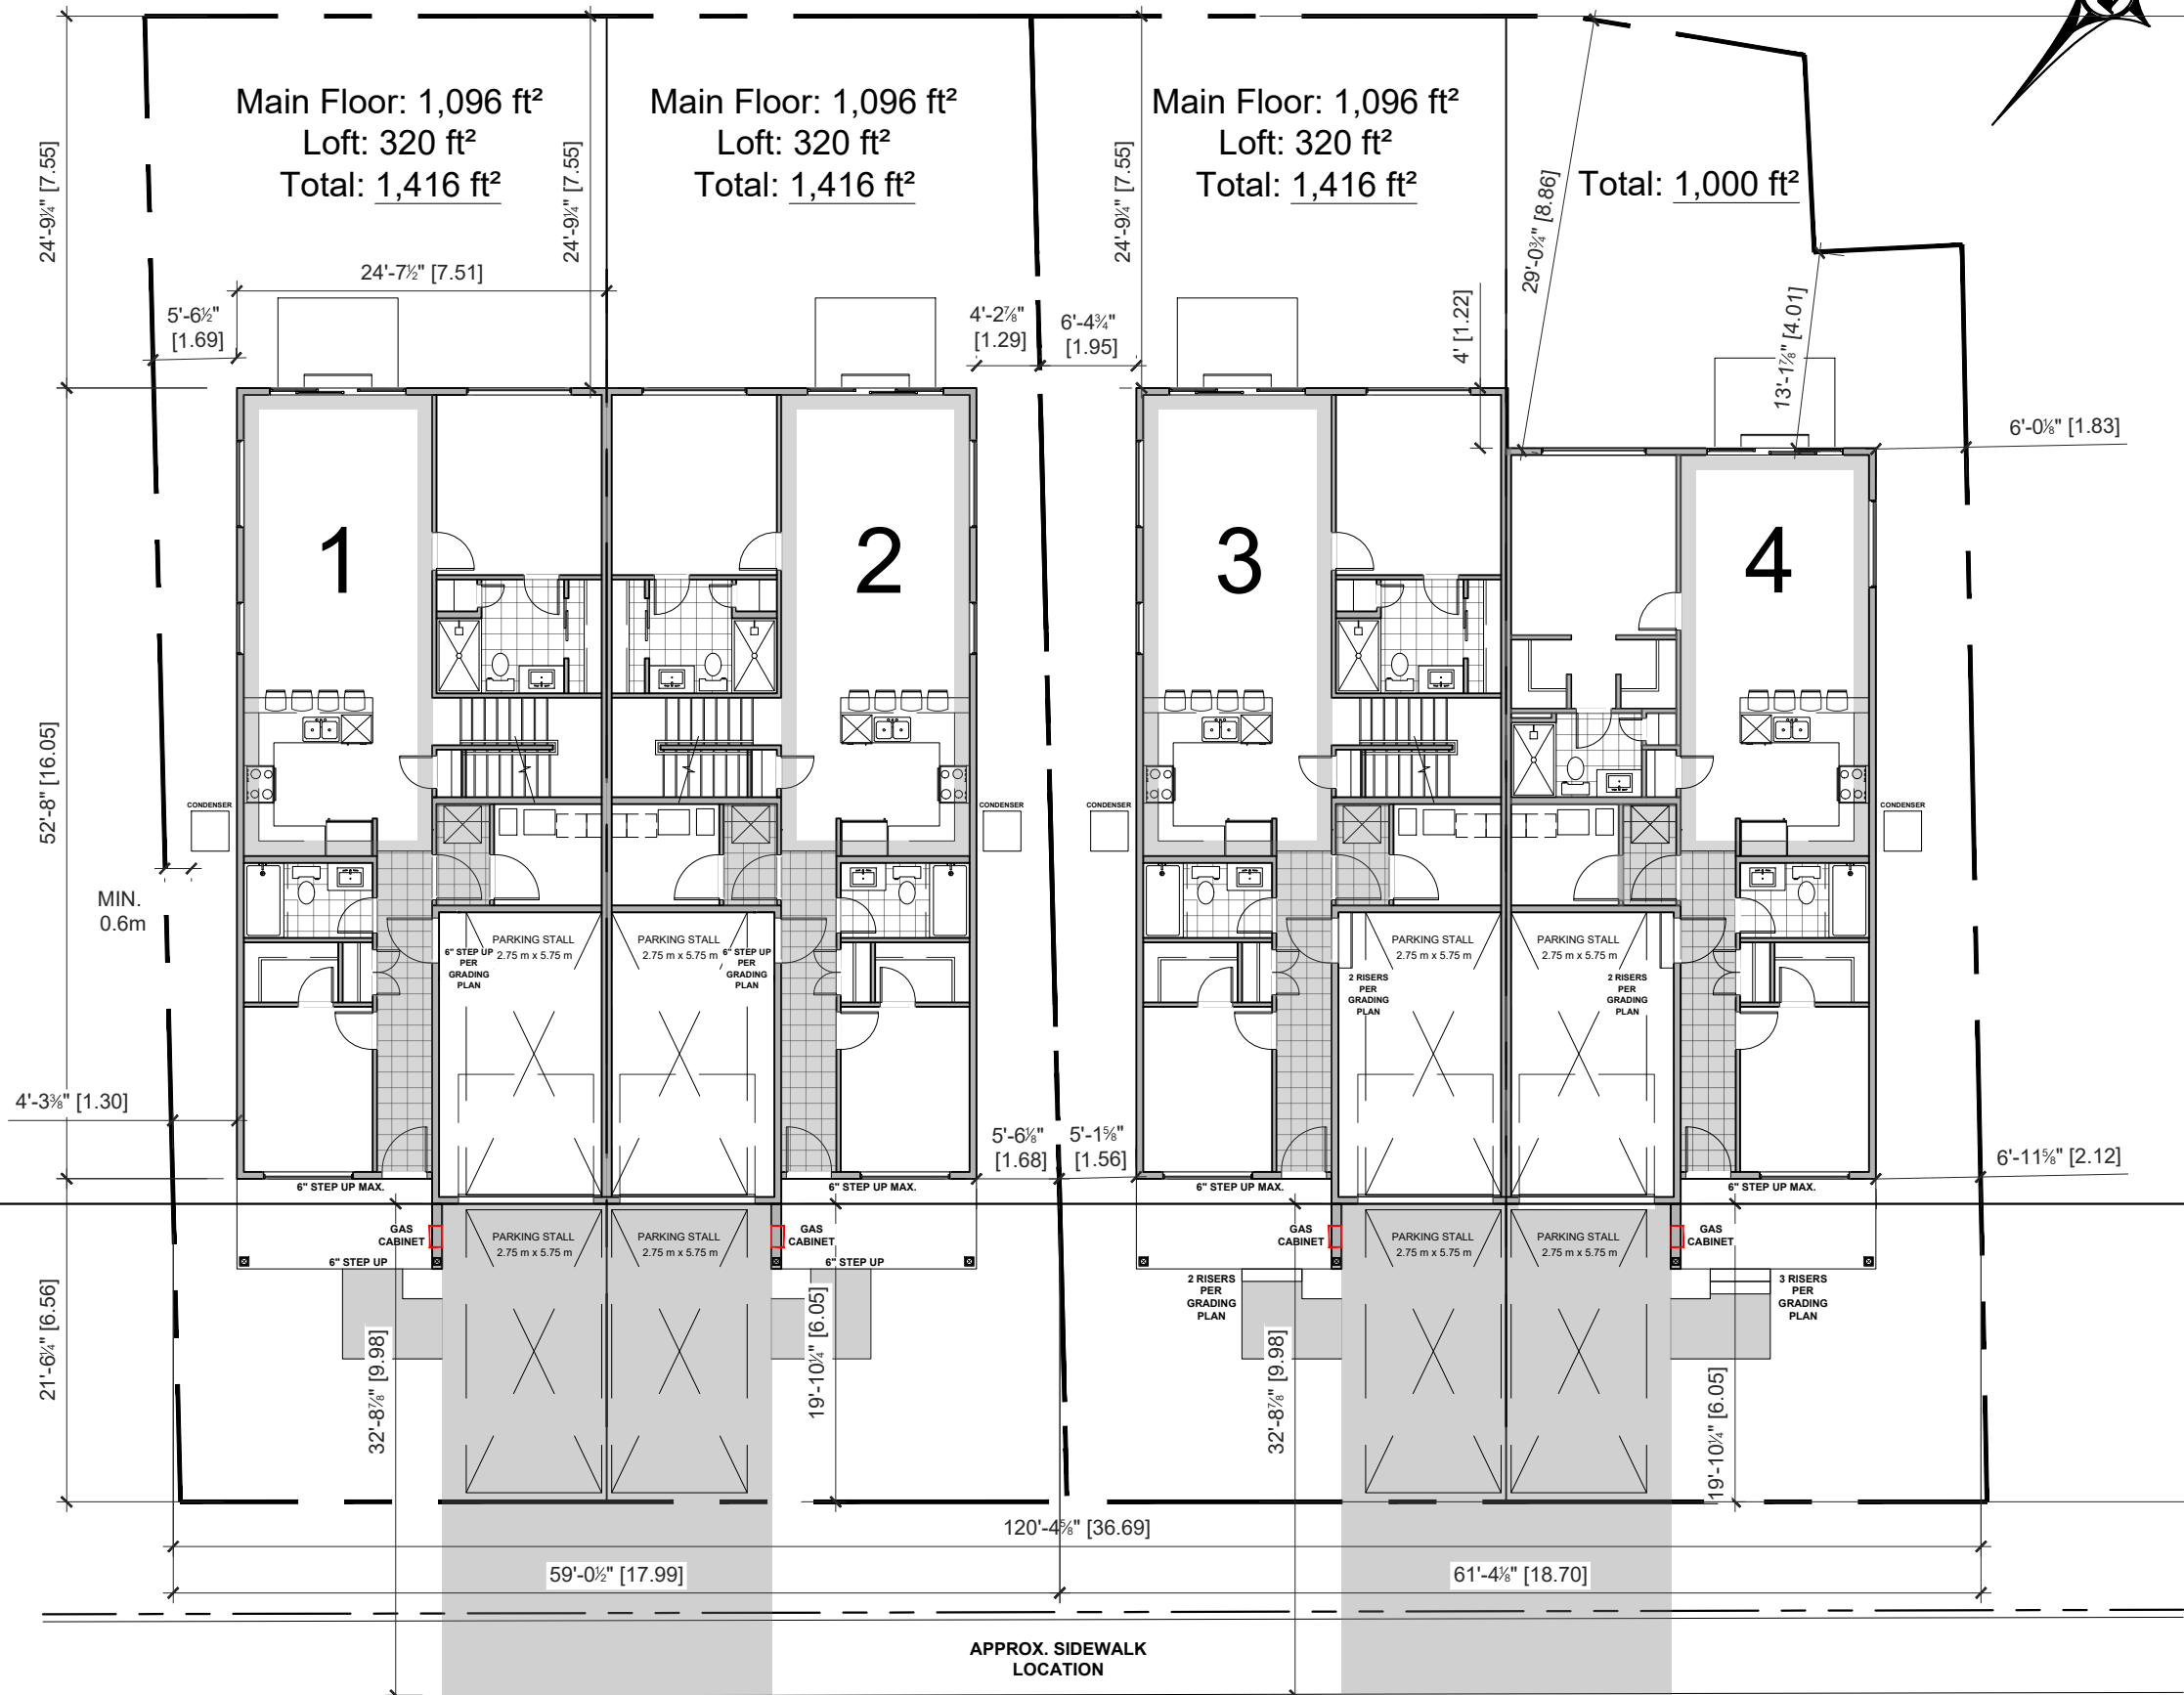 Main Floor: 1,096 ft²
Loft: 320 ft²
Total: 1,416 ft²
Main Floor: 1,096 ft²
Loft: 320 ft²
Total: 1,416 ft²
Main Floor: 1,096 ft²
Loft: 320 ft²
Total: 1,416 ft²
Total: 1,000 ft²
24'-9¼" [7.55]
24'-9¼" [7.55]
24'-9¼" [7.55]
29'-0¾" [8.86]
24'-7½" [7.51]
5'-6½"
[1.69]
4'-2⅞"
[1.29]
6'-4¾"
[1.95]
4' [1.22]
13'-1⅞" [4.01]
6'-0⅛" [1.83]
1
2
3
4
52'-8" [16.05]
CONDENSER
CONDENSER
CONDENSER
CONDENSER
MIN.
0.6m
PARKING STALL
2.75 m x 5.75 m
6" STEP UP
PER
GRADING
PLAN
PARKING STALL
2.75 m x 5.75 m
6" STEP UP
PER
GRADING
PLAN
PARKING STALL
2.75 m x 5.75 m
2 RISERS
PER
GRADING
PLAN
PARKING STALL
2.75 m x 5.75 m
2 RISERS
PER
GRADING
PLAN
4'-3⅜" [1.30]
5'-6⅛"
[1.68]
5'-1⅝"
[1.56]
6'-11⅝" [2.12]
6" STEP UP MAX.
6" STEP UP MAX.
6" STEP UP MAX.
6" STEP UP MAX.
GAS
CABINET
PARKING STALL
2.75 m x 5.75 m
PARKING STALL
2.75 m x 5.75 m
GAS
CABINET
GAS
CABINET
PARKING STALL
2.75 m x 5.75 m
PARKING STALL
2.75 m x 5.75 m
GAS
CABINET
6" STEP UP
6" STEP UP
2 RISERS
PER
GRADING
PLAN
3 RISERS
PER
GRADING
PLAN
21'-6¼" [6.56]
32'-8⅞" [9.98]
19'-10¼" [6.05]
32'-8⅞" [9.98]
19'-10¼" [6.05]
120'-4⅝" [36.69]
59'-0½" [17.99]
61'-4⅛" [18.70]
APPROX. SIDEWALK
LOCATION